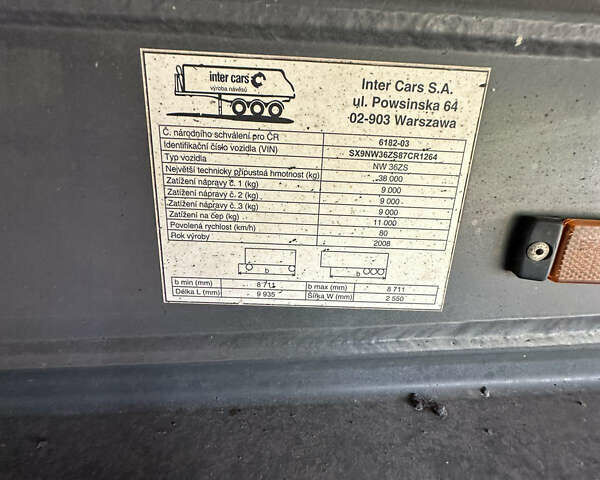 inter cars
výroba návěsů
Inter Cars S.A.
ul. Powsinska 64
02-903 Warszawa
Č. národního schválení pro ČR 6182-03
Identifikační číslo vozidla (VIN) SX9NW36ZS87CR1264
Typ vozidla NW 36ZS
Největší technicky přípustná hmotnost (kg) 38 000
Zatížení nápravy č. 1 (kg) 9 000
Zatížení nápravy č. 2 (kg) 9 000
Zatížení nápravy č. 3 (kg) 9 000
Zatížení na čep (kg) 11 000
Povolená rychlost (km/h) 80
Rok výroby 2008
b b
b min (mm) 8 711 b max (mm) 8 711
Délka L (mm) 9 935 Šířka W (mm) 2 550